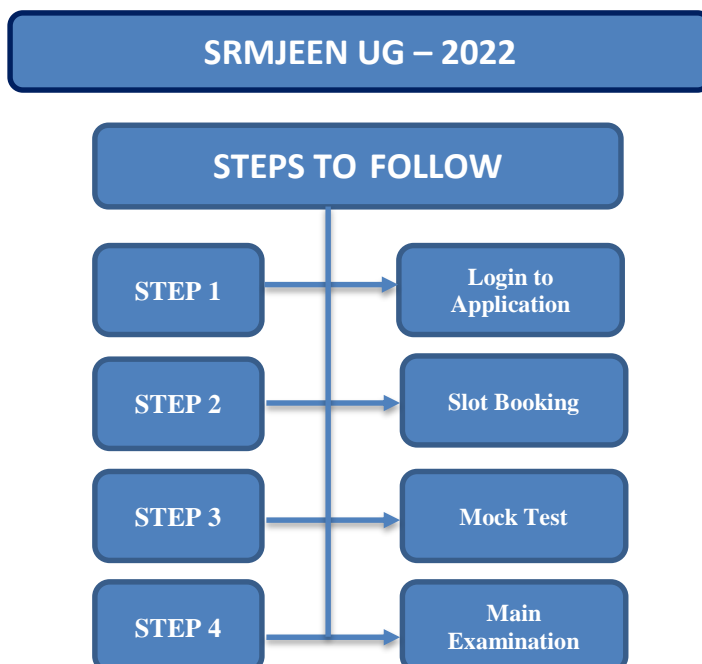 SRMJEEN UG – 2022
STEPS TO FOLLOW
STEP 1
Login to
Application
STEP 2
Slot Booking
STEP 3
Mock Test
STEP 4
Main
Examination